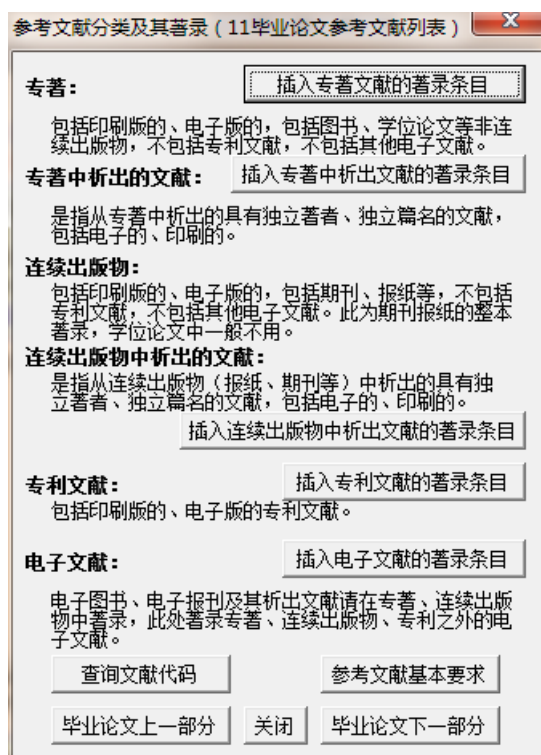 参考文献分类及其著录（11毕业论文参考文献列表）
专著： 插入专著文献的著录条目
包括印刷版的、电子版的，包括图书、学位论文等非连
续出版物，不包括专利文献，不包括其他电子文献。
专著中析出的文献： 插入专著中析出文献的著录条目
是指从专著中析出的具有独立著者、独立篇名的文献，
包括电子的、印刷的。
连续出版物：
包括印刷版的、电子版的，包括期刊、报纸等，不包括
专利文献，不包括其他电子文献。此为期刊报纸的整本
著录，学位论文中一般不用。
连续出版物中析出的文献：
是指从连续出版物（报纸、期刊等）中析出的具有独
立著者、独立篇名的文献，包括电子的、印刷的。
插入连续出版物中析出文献的著录条目
专利文献： 插入专利文献的著录条目
包括印刷版的、电子版的专利文献。
电子文献： 插入电子文献的著录条目
电子图书、电子报刊及其析出文献请在专著、连续出版
物中著录，此处著录专著、连续出版物、专利之外的电
子文献。
查询文献代码 参考文献基本要求
毕业论文上一部分 关闭 毕业论文下一部分